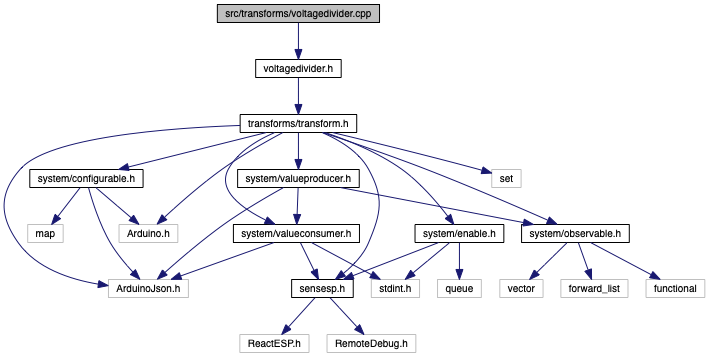 src/transforms/voltagedivider.cpp
voltagedivider.h
transforms/transform.h
system/configurable.h
system/valueproducer.h
set
map
Arduino.h
system/valueconsumer.h
system/enable.h
system/observable.h
ArduinoJson.h
sensesp.h
stdint.h
queue
vector
forward_list
functional
ReactESP.h
RemoteDebug.h